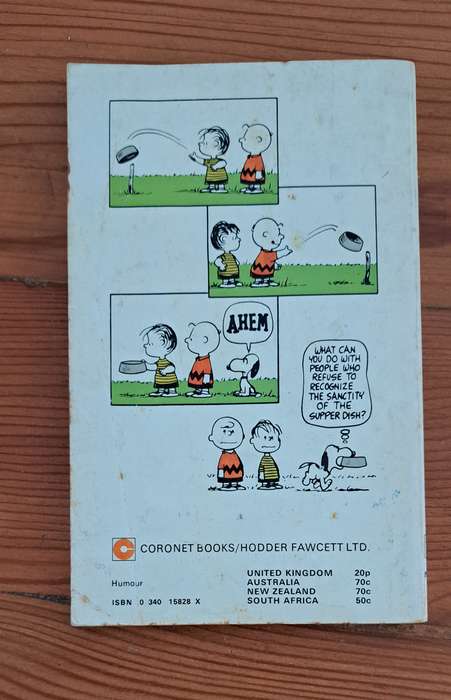 AHEM
WHAT CAN
YOU DO WITH
PEOPLE WHO
REFUSE TO
RECOGNIZE
THE SANCTITY
OF THE
SUPPER DISH?
CORONET BOOKS/HODDER FAWCETT LTD.
UNITED KINGDOM 20p
Humour AUSTRALIA 70c
NEW ZEALAND 70c
ISBN 0 340 15828 X SOUTH AFRICA 50c